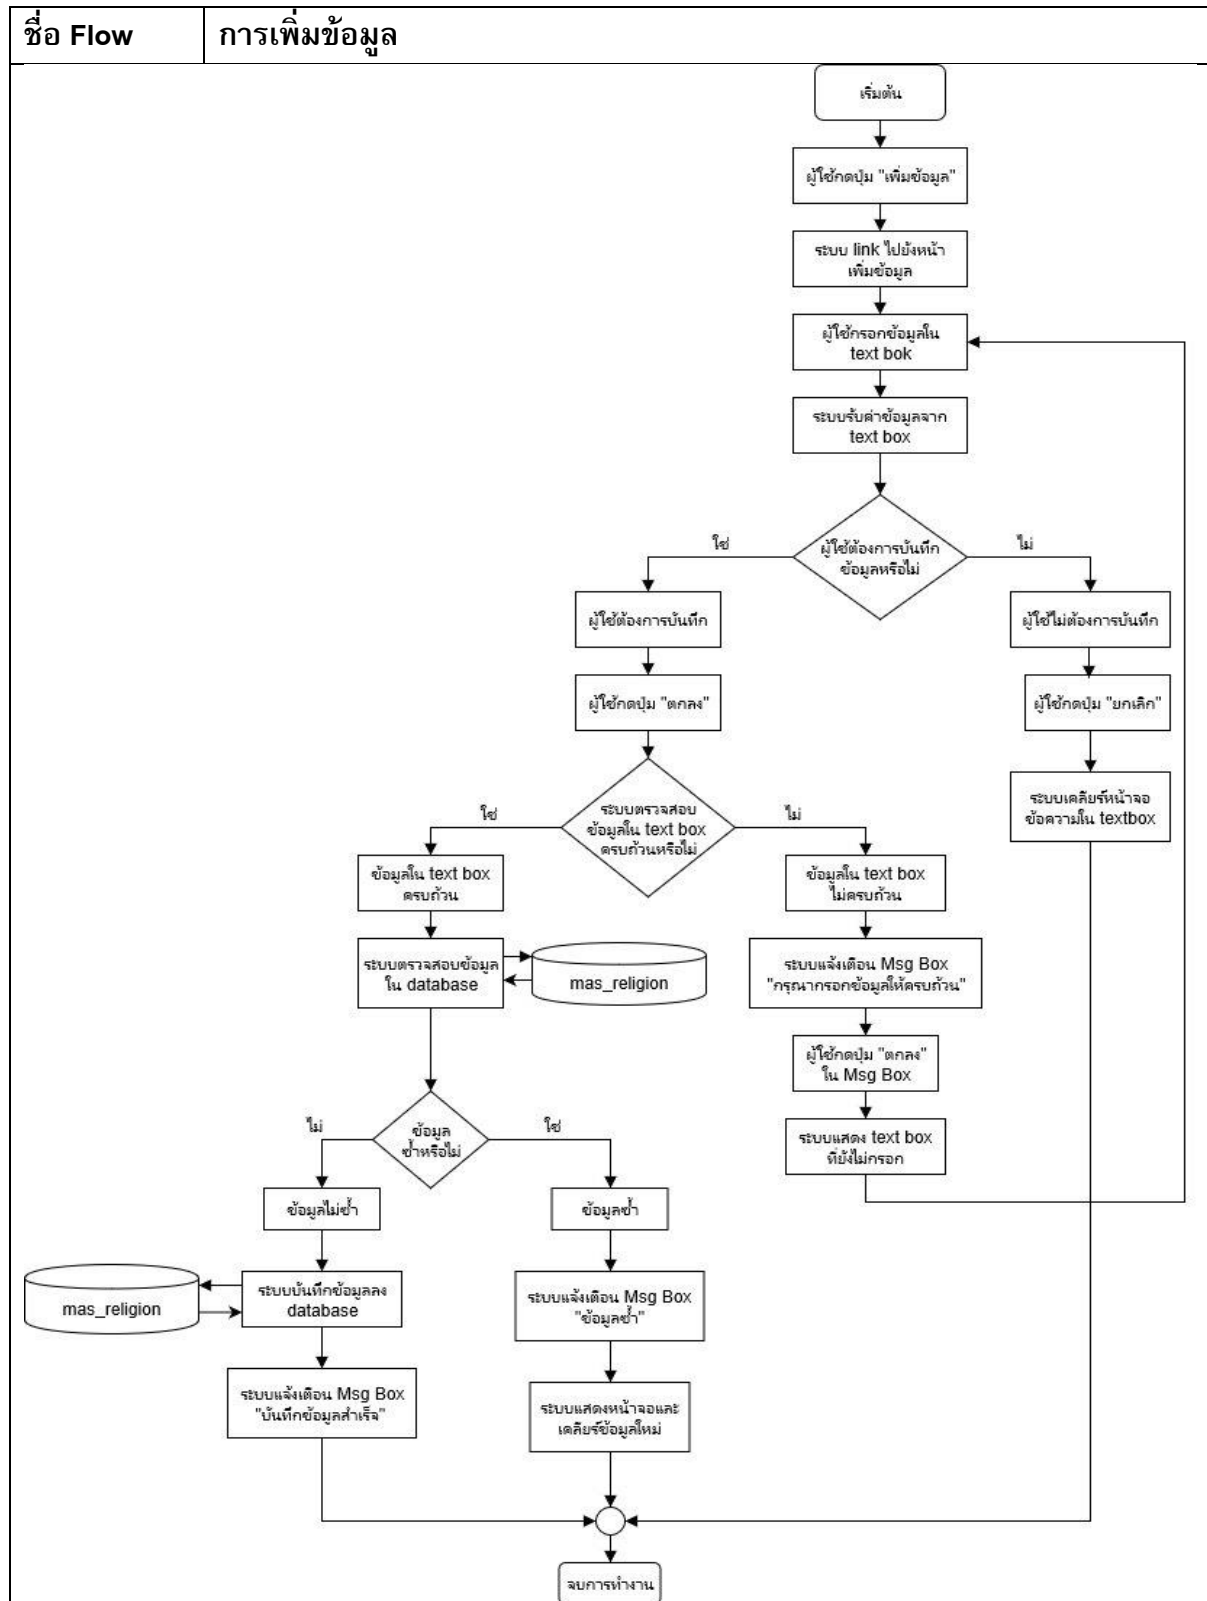 ชื่อ Flow
การเพิ่มข้อมูล
เริ่มต้น
ผู้ใช้กดปุ่ม "เพิ่มข้อมูล"
ระบบ link ไปยังหน้า
เพิ่มข้อมูล
ผู้ใช้กรอกข้อมูลใน
text bok
ระบบรับค่าข้อมูลจาก
text box
ผู้ใช้ต้องการบันทึก
ข้อมูลหรือไม่
ใช่
ไม่
ผู้ใช้ต้องการบันทึก
ผู้ใช้ไม่ต้องการบันทึก
ผู้ใช้กดปุ่ม "ตกลง"
ผู้ใช้กดปุ่ม "ยกเลิก"
ระบบตรวจสอบ
ข้อมูลใน text box
ครบถ้วนหรือไม่
ใช่
ไม่
ระบบเคลียร์หน้าจอ
ข้อความใน textbox
ข้อมูลใน text box
ครบถ้วน
ข้อมูลใน text box
ไม่ครบถ้วน
ระบบตรวจสอบข้อมูล
ใน database
mas_religion
ระบบแจ้งเตือน Msg Box
"กรุณากรอกข้อมูลให้ครบถ้วน"
ผู้ใช้กดปุ่ม "ตกลง"
ใน Msg Box
ข้อมูล
ซ้ำหรือไม่
ไม่
ใช่
ระบบแสดง text box
ที่ยังไม่กรอก
ข้อมูลไม่ซ้ำ
ข้อมูลซ้ำ
mas_religion
ระบบบันทึกข้อมูลลง
database
ระบบแจ้งเตือน Msg Box
"ข้อมูลซ้ำ"
ระบบแจ้งเตือน Msg Box
"บันทึกข้อมูลสำเร็จ"
ระบบแสดงหน้าจอและ
เคลียร์ข้อมูลใหม่
จบการทำงาน